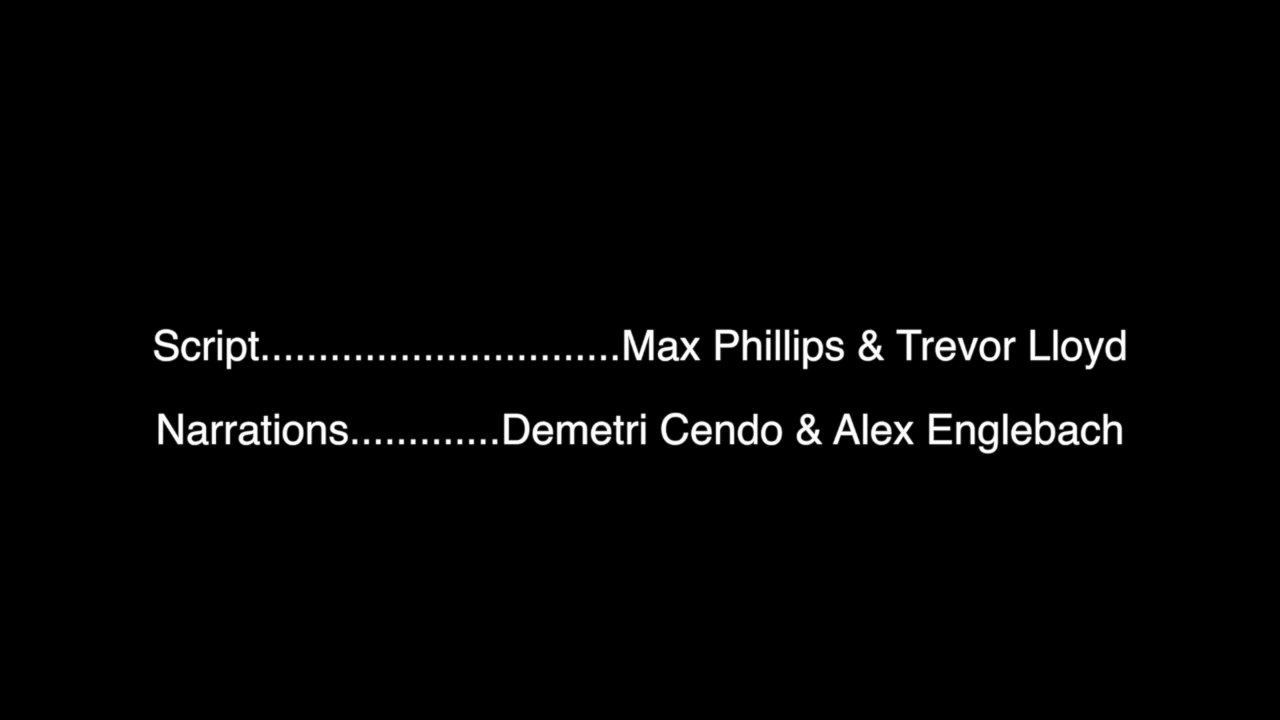 Script..............................Max Phillips & Trevor Lloyd
Narrations.............Demetri Cendo & Alex Englebach